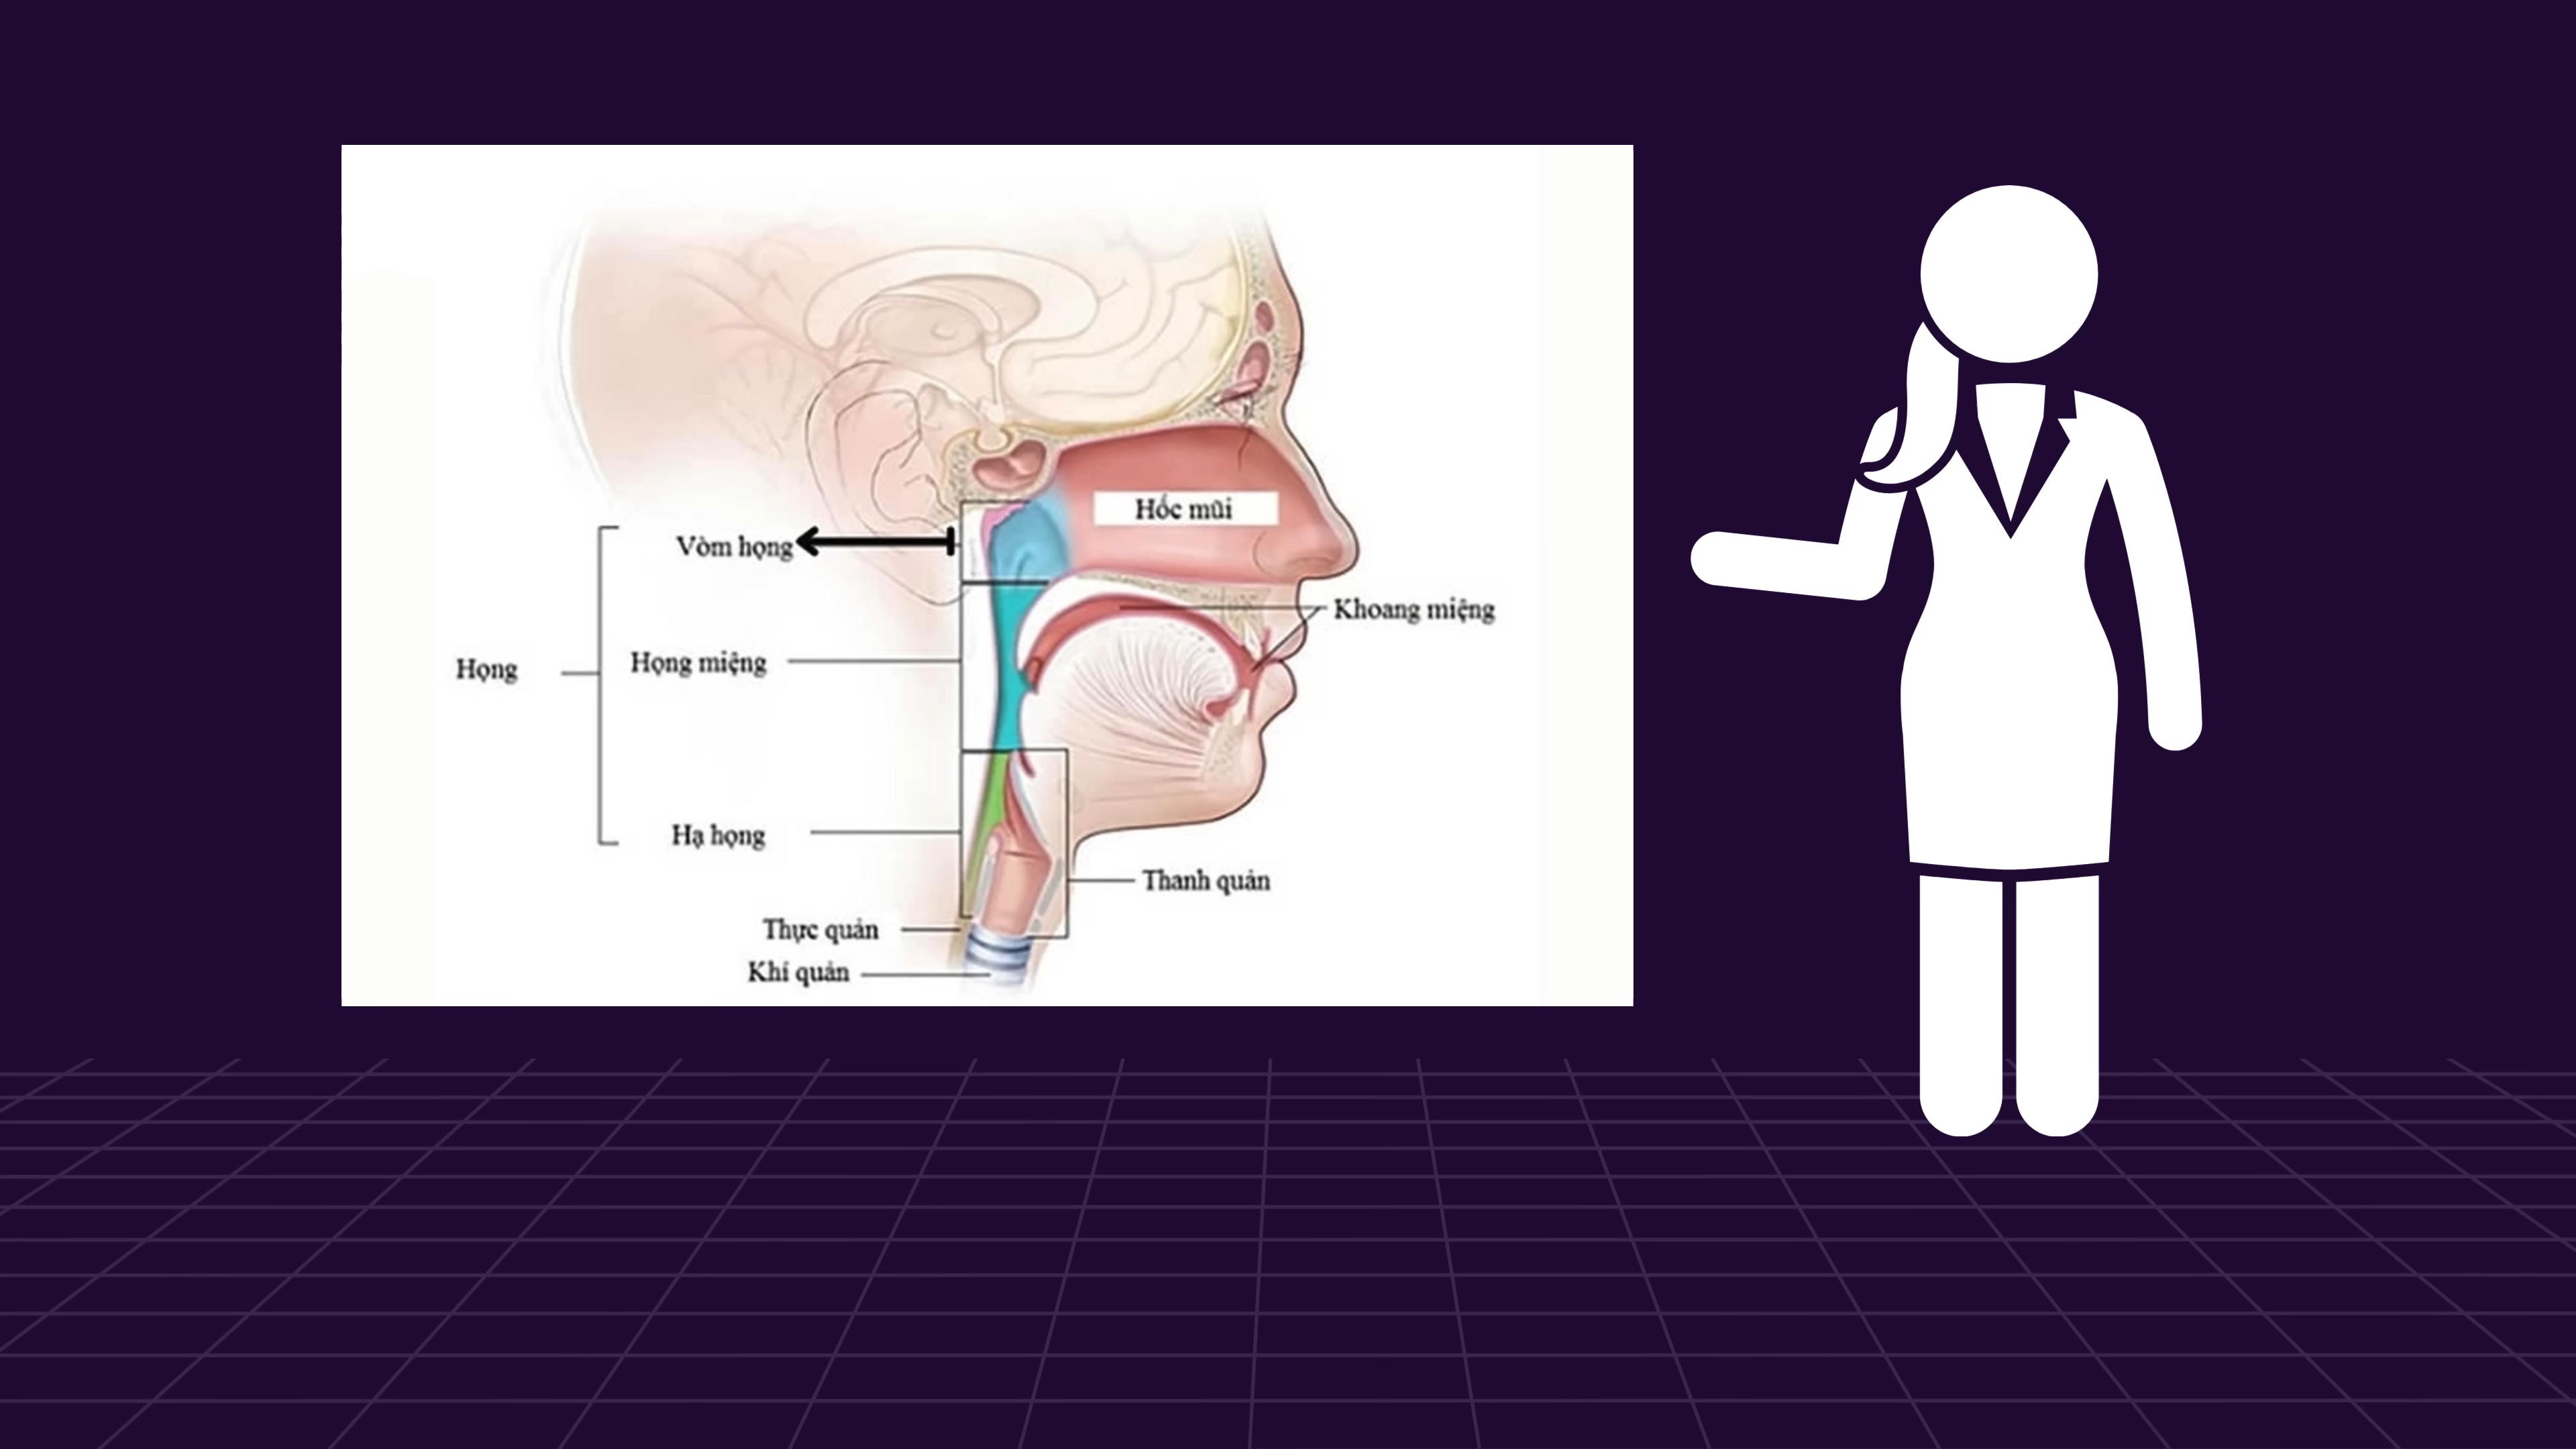 Hốc mũi
Vòm họng
Khoang miệng
Họng miệng
Họng
Hạ họng
Thanh quản
Thực quản
Khí quản